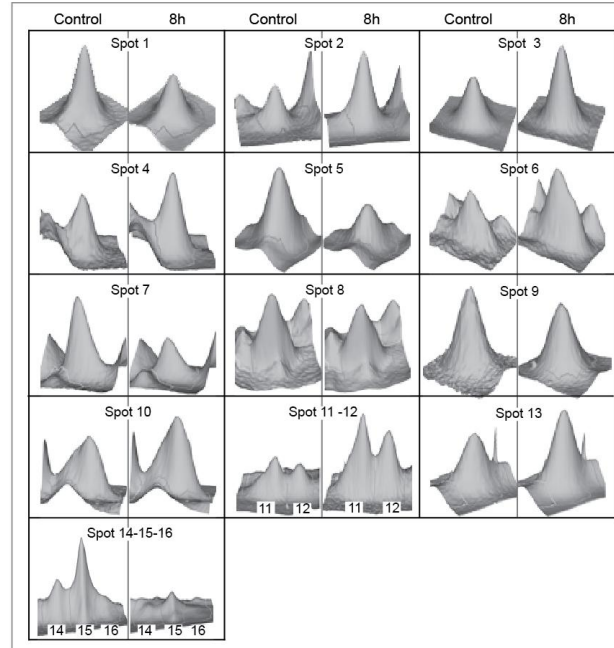 Control 8h Control 8h Control 8h
Spot 1 Spot 2 Spot 3
Spot 4 Spot 5 Spot 6
Spot 7 Spot 8 Spot 9
Spot 10 Spot 11 -12 Spot 13
11 12 11 12
Spot 14-15-16
14 15 16 14 15 16